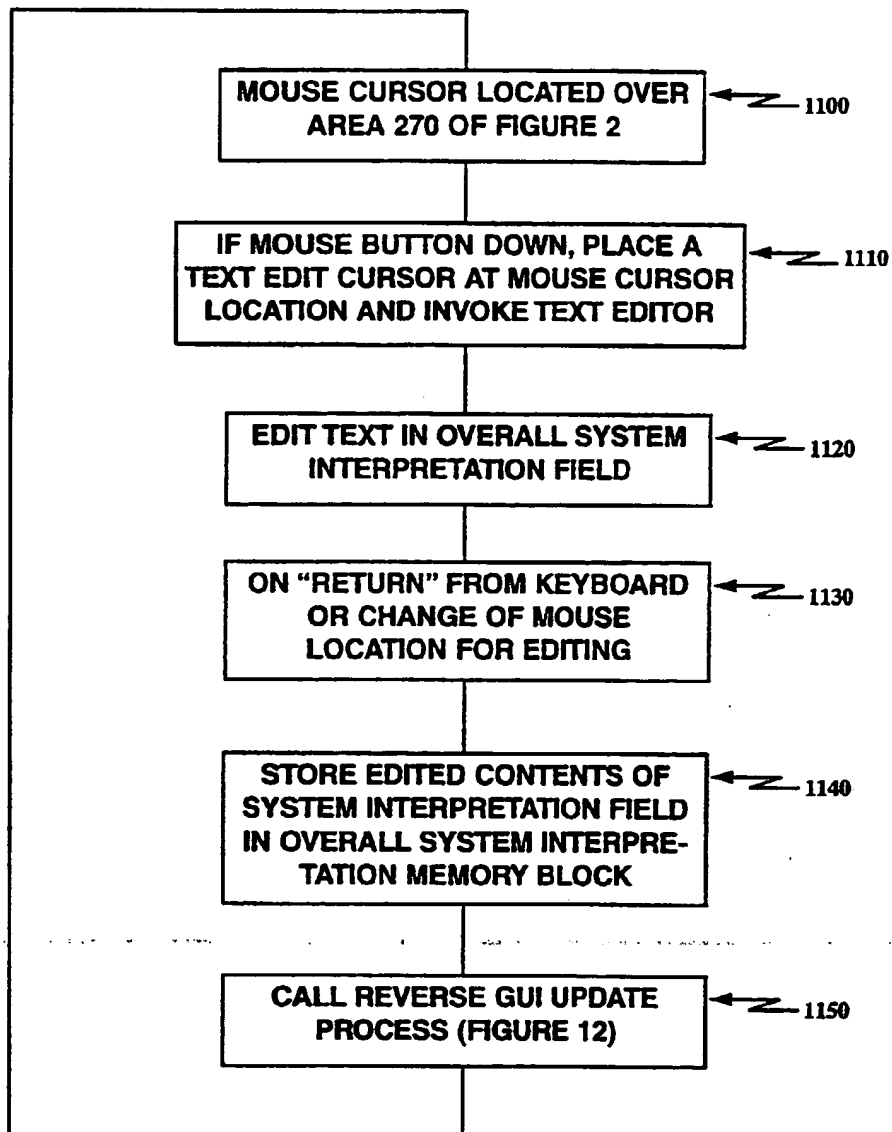 MOUSE CURSOR LOCATED OVER
AREA 270 OF FIGURE 2
1100
IF MOUSE BUTTON DOWN, PLACE A
TEXT EDIT CURSOR AT MOUSE CURSOR
LOCATION AND INVOKE TEXT EDITOR
1110
EDIT TEXT IN OVERALL SYSTEM
INTERPRETATION FIELD
1120
ON “RETURN” FROM KEYBOARD
OR CHANGE OF MOUSE
LOCATION FOR EDITING
1130
STORE EDITED CONTENTS OF
SYSTEM INTERPRETATION FIELD
IN OVERALL SYSTEM INTERPRE-
TATION MEMORY BLOCK
1140
CALL REVERSE GUI UPDATE
PROCESS (FIGURE 12)
1150